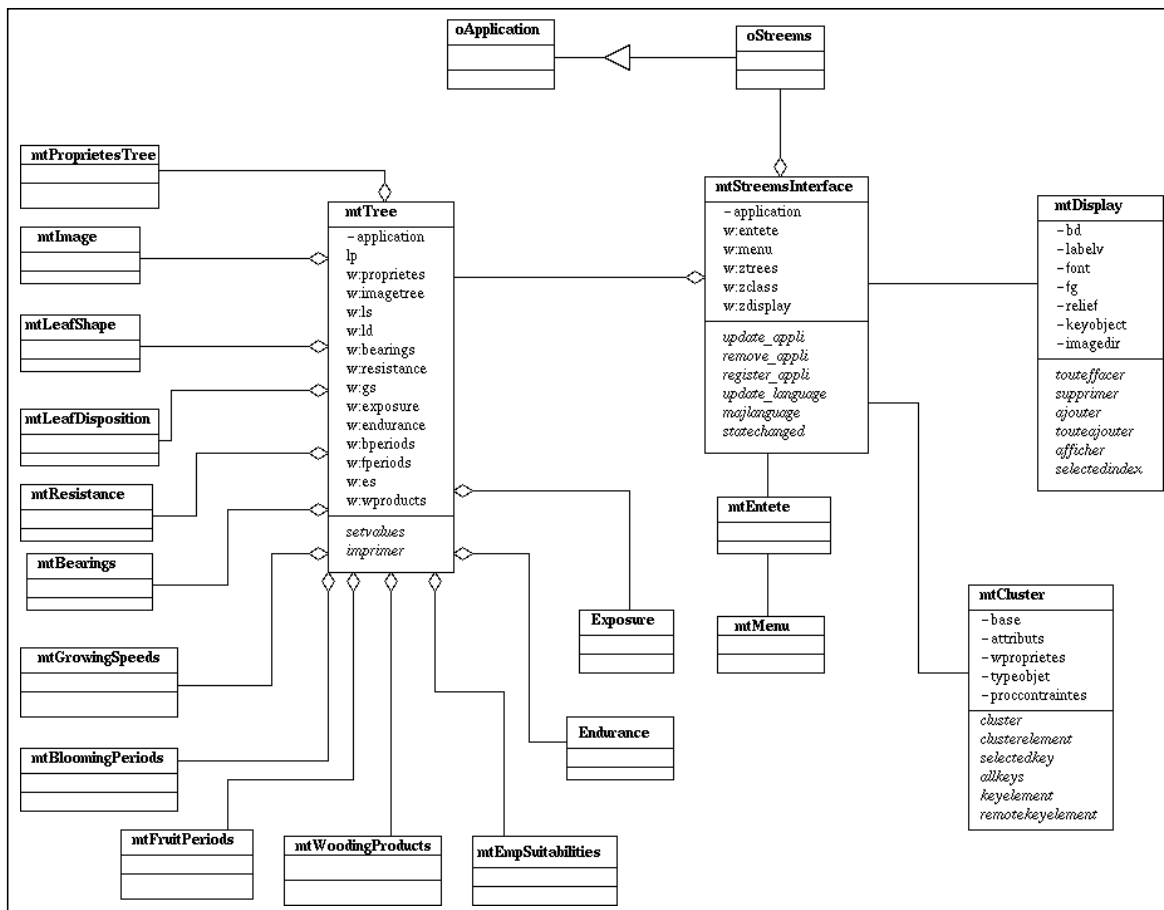 oApplication
oStreems
mtProprietesTree
mtImage
mtLeafShape
mtLeafDisposition
mtResistance
mtBearings
mtGrowingSpeeds
mtBloomingPeriods
mtFruitPeriods
mtWoodingProducts
mtEmpSuitabilities
mtTree
-application
lp
w:proprietes
w:imagetree
w:ls
w:ld
w:bearings
w:resistance
w:gs
w:exposure
w:endurance
w:bperiods
w:fperiods
w:es
w:wproducts
setvalues
imprimer
Exposure
Endurance
mtStreemsInterface
-application
w:entete
w:menu
w:ztrees
w:zclass
w:zdisplay
update_appli
remove_appli
register_appli
update_language
majlanguage
statechanged
mtEntete
mtMenu
mtDisplay
-bd
-labelv
-font
-fg
-relief
-keyobject
-imagedir
touteffacer
supprimer
ajouter
touteajouter
afficher
selectedindex
mtCluster
-base
-attributs
-wproprietes
-typeobjet
-proccontraintes
cluster
clusterelement
selectedkey
allkeys
keyelement
remotekeyelement